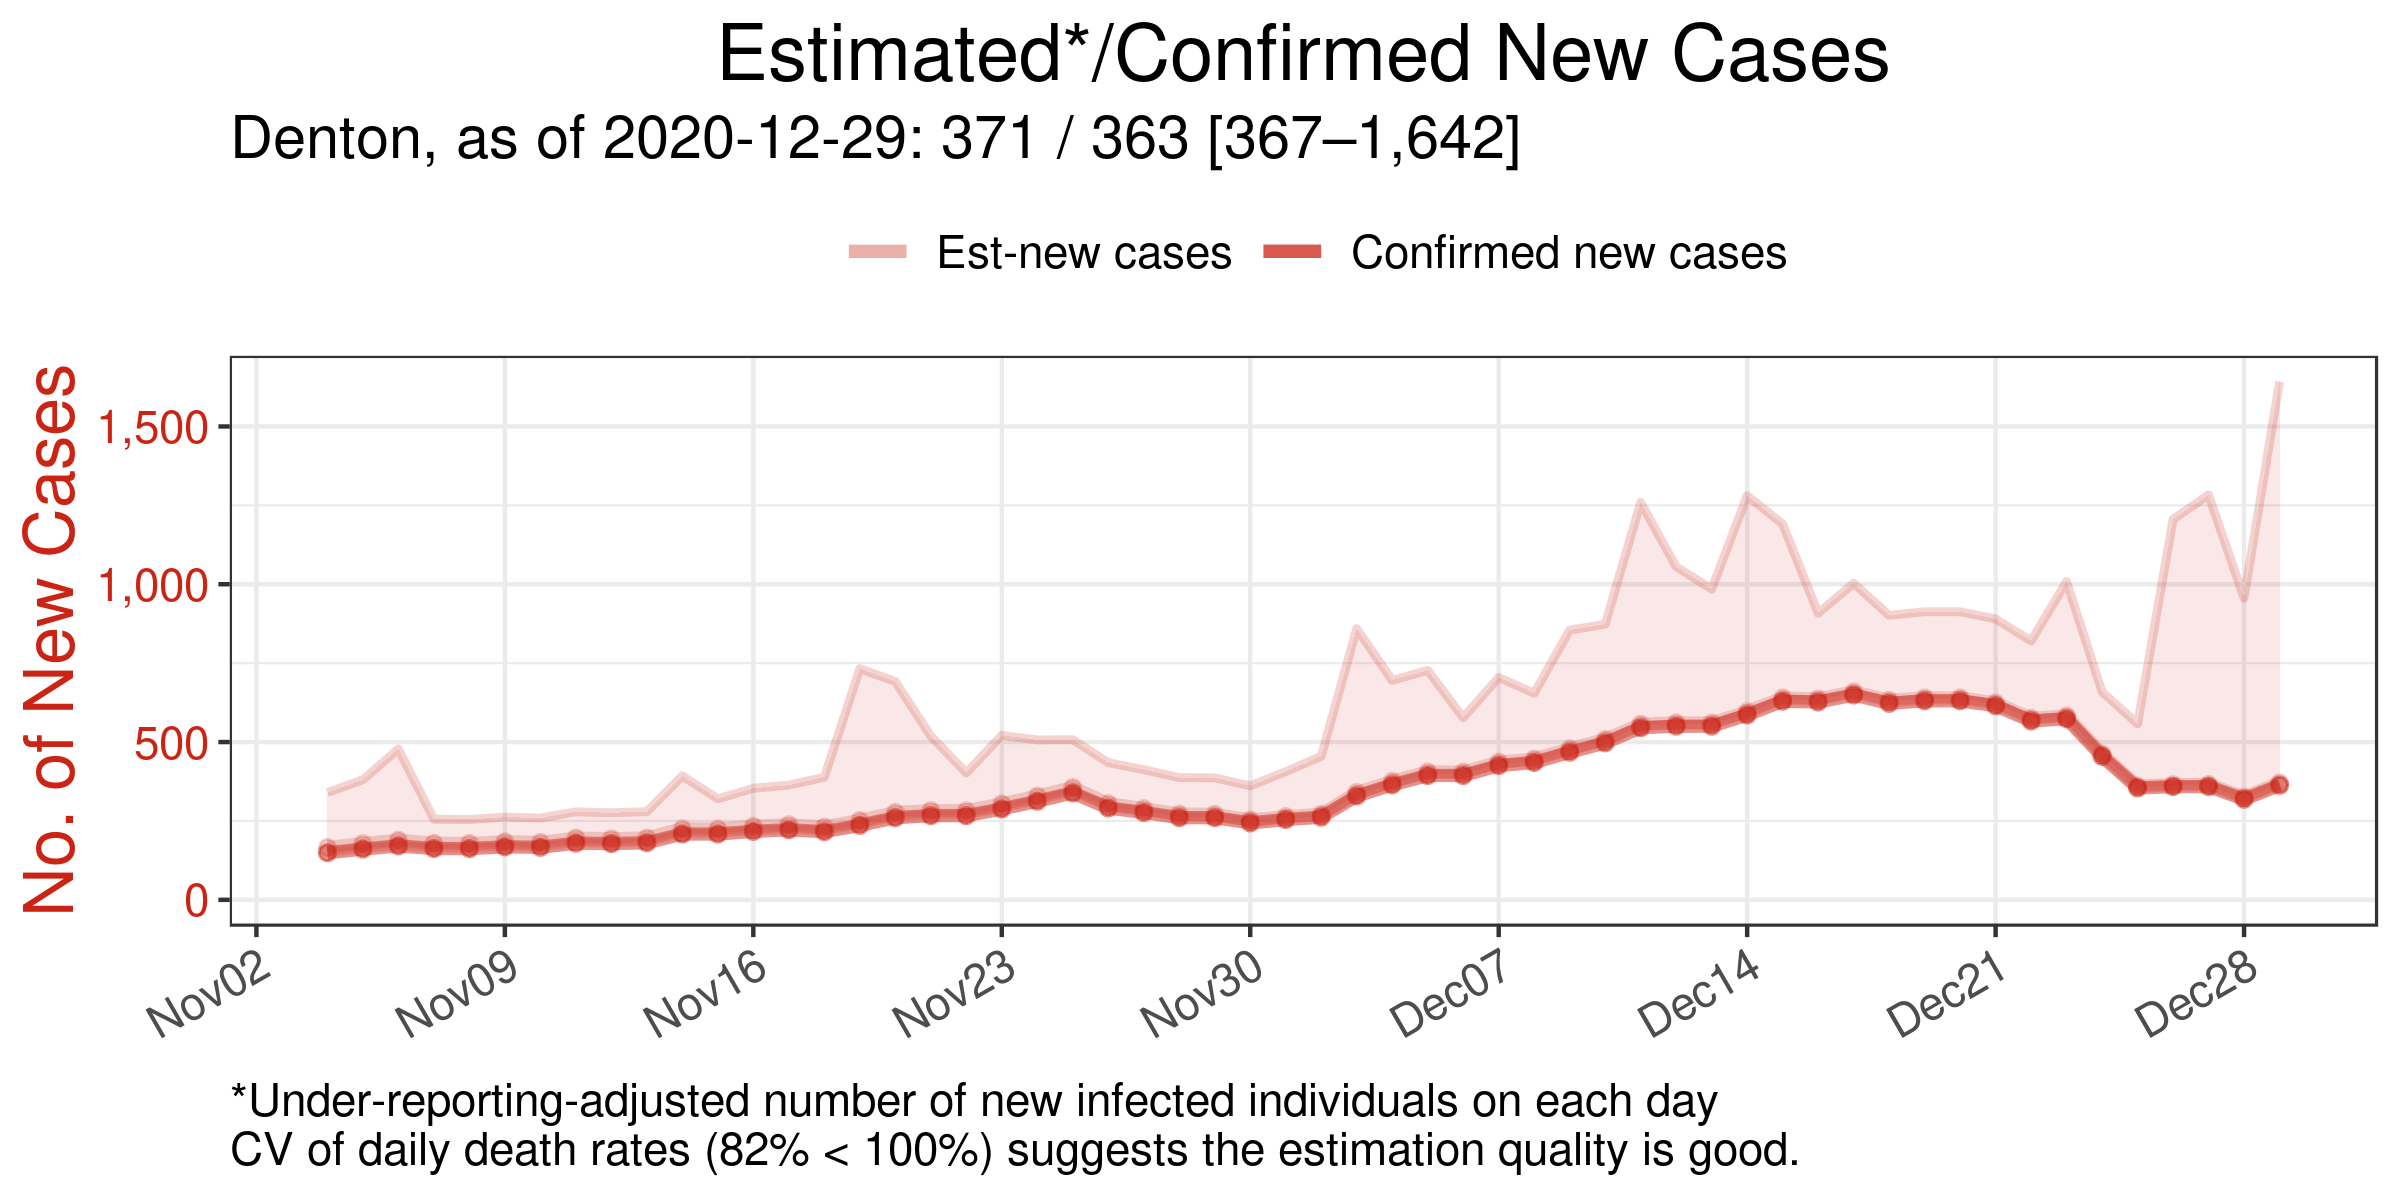 Estimated*/Confirmed New Cases
Denton, as of 2020-12-29: 371 / 363 [367–1,642]
Est-new cases
Confirmed new cases
No. of New Cases
1,500
1,000
500
0
Nov02
Nov09
Nov16
Nov23
Nov30
Dec07
Dec14
Dec21
Dec28
*Under-reporting-adjusted number of new infected individuals on each day
CV of daily death rates (82% < 100%) suggests the estimation quality is good.